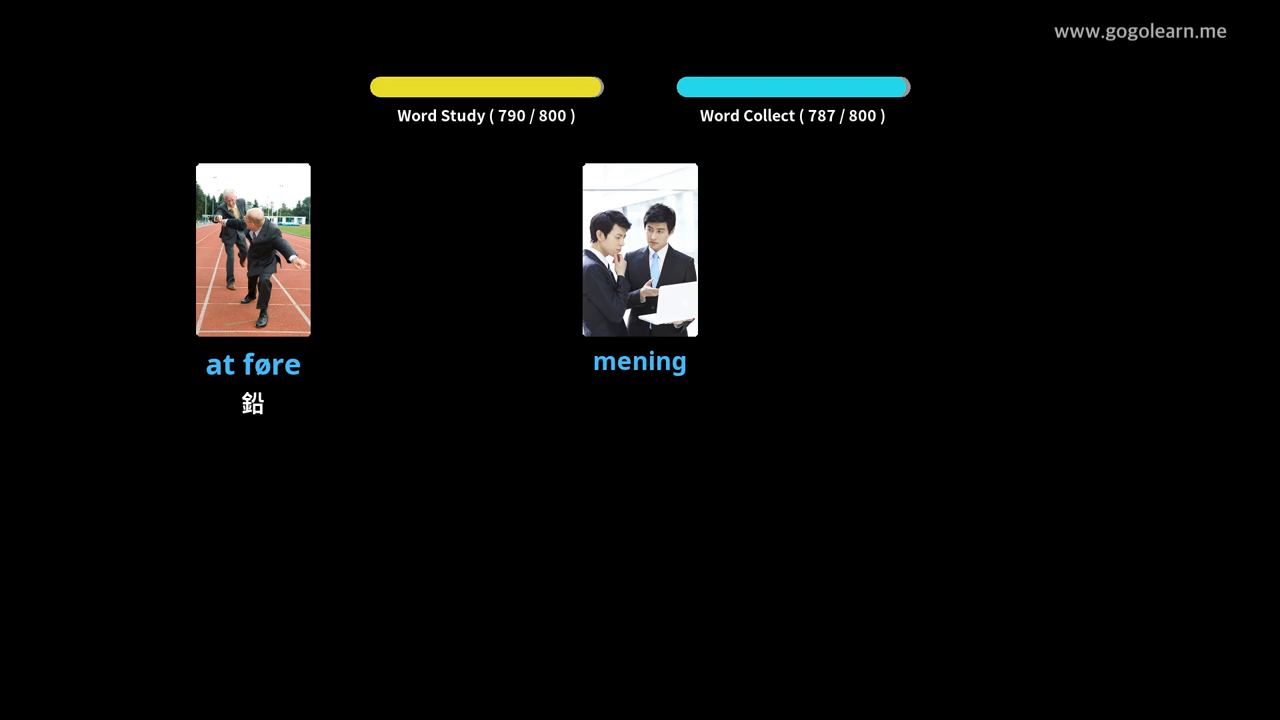 www.gogolearn.me
Word Study ( 790 / 800 )
Word Collect ( 787 / 800 )
at føre
鉛
mening